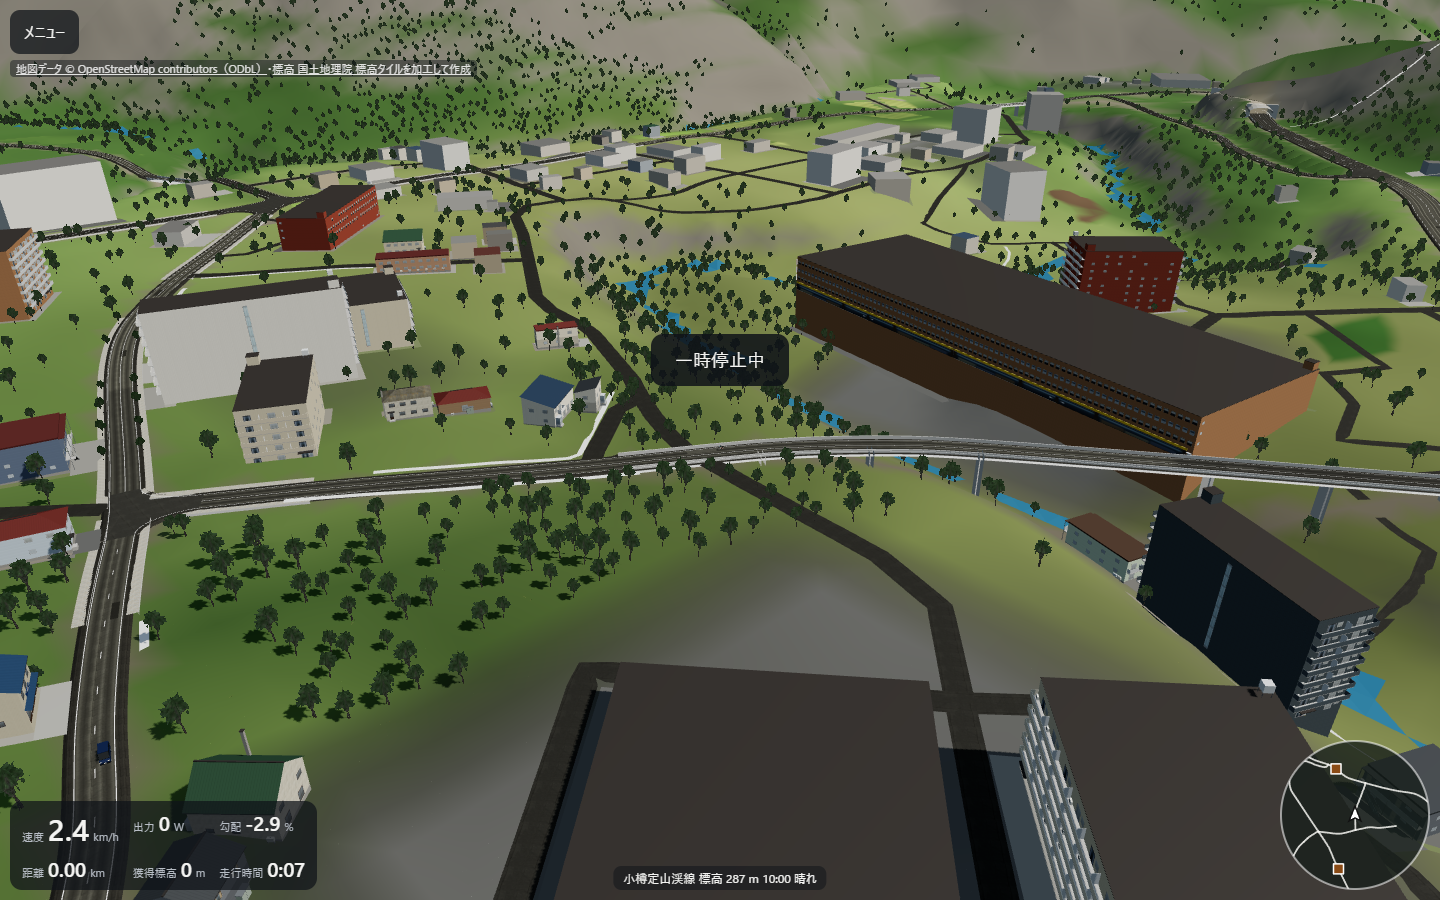 メニュー
地図データ © OpenStreetMap contributors（ODbL）・標高 国土地理院 標高タイルを加工して作成
一時停止中
速度 2.4 km/h 出力 0 W 勾配 -2.9 %
距離 0.00 km 獲得標高 0 m 走行時間 0:07
小樽定山渓線 標高 287 m 10:00 晴れ